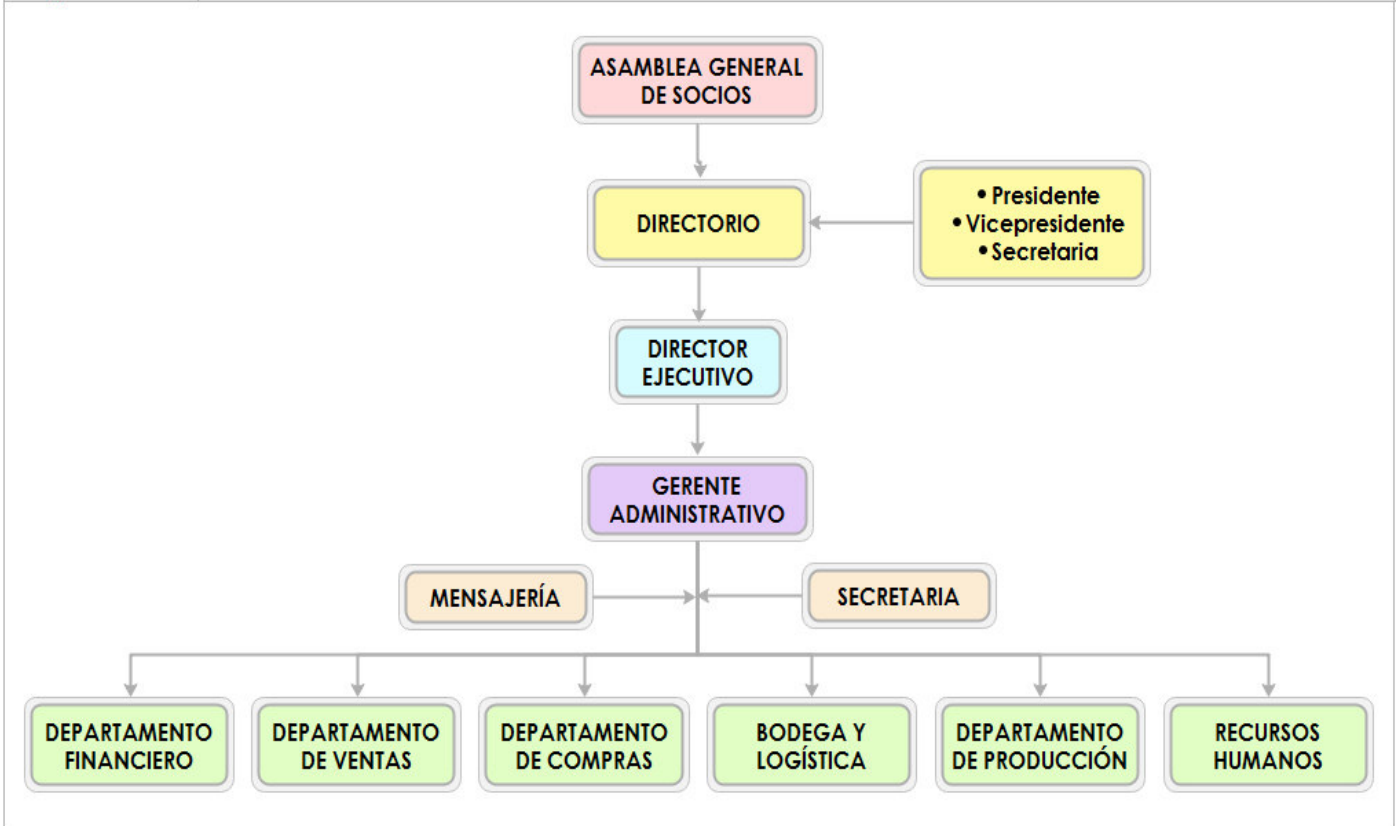 ASAMBLEA GENERAL
DE SOCIOS
DIRECTORIO
• Presidente
• Vicepresidente
• Secretaria
DIRECTOR
EJECUTIVO
GERENTE
ADMINISTRATIVO
MENSAJERÍA
SECRETARIA
DEPARTAMENTO
FINANCIERO
DEPARTAMENTO
DE VENTAS
DEPARTAMENTO
DE COMPRAS
BODEGA Y
LOGÍSTICA
DEPARTAMENTO
DE PRODUCCIÓN
RECURSOS
HUMANOS